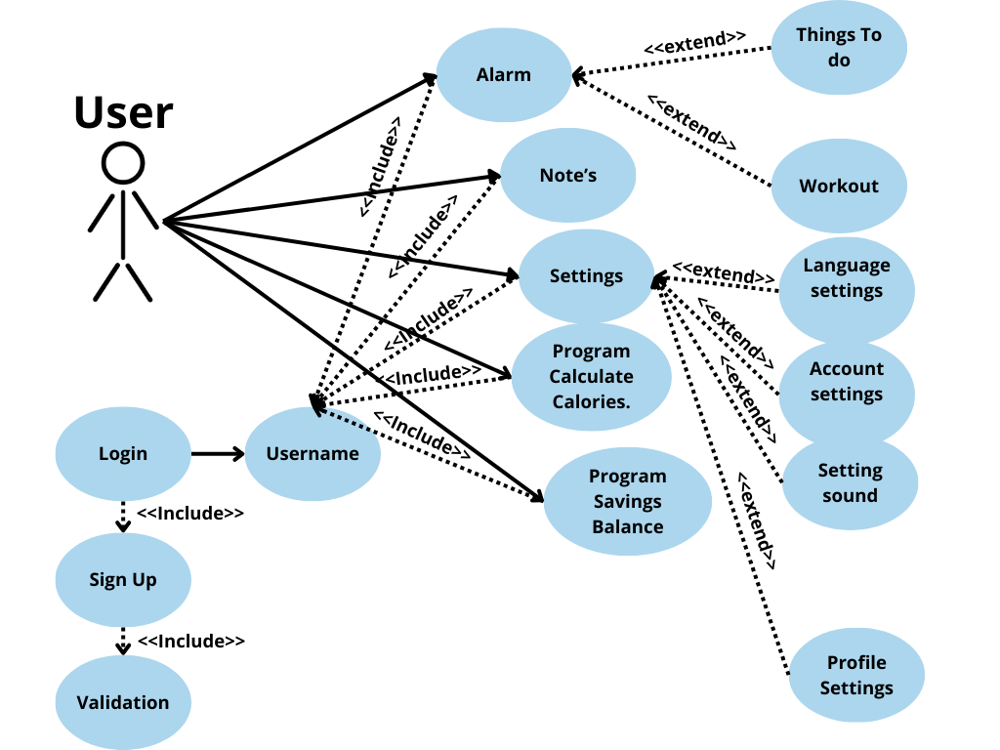 User
Alarm
<<extend>>
Things To
do
<<extend>>
Workout
<<Include>>
Note's
<<Include>>
Settings
<<extend>>
Language
settings
<<Include>>
<<extend>>
Program
Calculate
Calories.
<<Include>>
<<extend>>
Account
settings
<<Include>>
Login
Username
Program
Savings
Balance
Setting
sound
<<extend>>
<<Include>>
Sign Up
<<Include>>
Validation
Profile
Settings